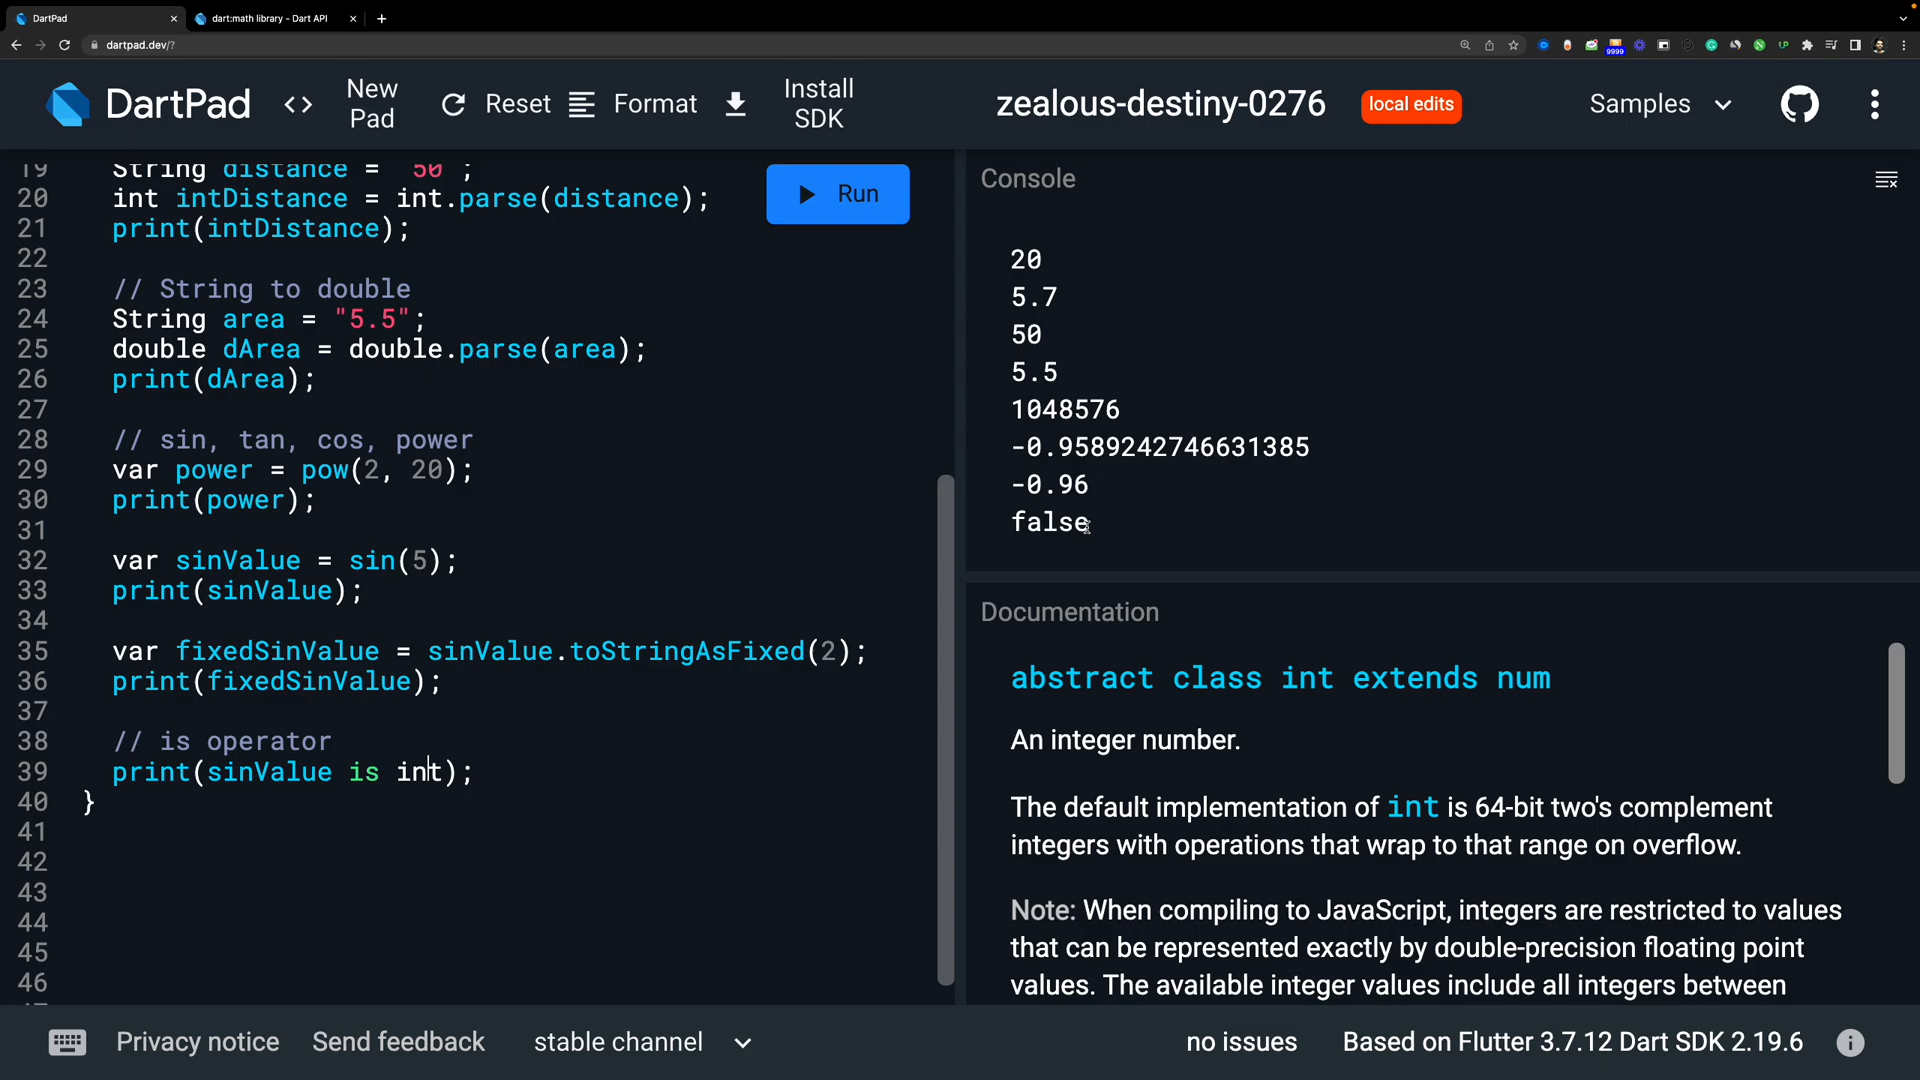 DartPad
dart:math library - Dart API
dartpad.dev/?
9999
DartPad
<> New Pad
Reset
Format
Install SDK
zealous-destiny-0276
local edits
Samples
19 String distance = "50";
20 int intDistance = int.parse(distance);
21 print(intDistance);
22
23 // String to double
24 String area = "5.5";
25 double dArea = double.parse(area);
26 print(dArea);
27
28 // sin, tan, cos, power
29 var power = pow(2, 20);
30 print(power);
31
32 var sinValue = sin(5);
33 print(sinValue);
34
35 var fixedSinValue = sinValue.toStringAsFixed(2);
36 print(fixedSinValue);
37
38 // is operator
39 print(sinValue is int);
40 }
41
42
43
44
45
46
Run
Console
20
5.7
50
5.5
1048576
-0.9589242746631385
-0.96
false
Documentation
abstract class int extends num
An integer number.
The default implementation of int is 64-bit two's complement
integers with operations that wrap to that range on overflow.
Note: When compiling to JavaScript, integers are restricted to values
that can be represented exactly by double-precision floating point
values. The available integer values include all integers between
Privacy notice
Send feedback
stable channel
no issues
Based on Flutter 3.7.12 Dart SDK 2.19.6